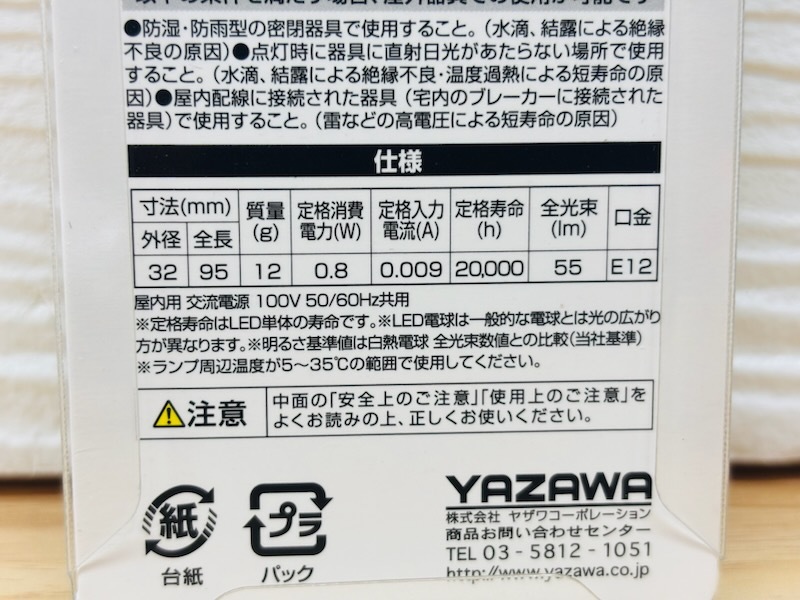 ●防湿・防雨型の密閉器具で使用すること。（水滴、結露による絶縁
不良の原因）●点灯時に器具に直射日光があたらない場所で使用
すること。（水滴、結露による絶縁不良・温度過熱による短寿命の原
因）●屋内配線に接続された器具（宅内のブレーカーに接続された
器具）で使用すること。（雷などの高電圧による短寿命の原因）
仕様
寸法(mm) 質量(g) 定格消費電力(W) 定格入力電流(A) 定格寿命(h) 全光束(lm) 口金
外径 全長
32 95 12 0.8 0.009 20,000 55 E12
屋内用 交流電源 100V 50/60Hz共用
※定格寿命はLED単体の寿命です。※LED電球は一般的な電球とは光の広がり
方が異なります。※明るさ基準値は白熱電球 全光束数値との比較(当社基準)
※ランプ周辺温度が5〜35℃の範囲で使用してください。
注意
中面の「安全上のご注意」「使用上のご注意」を
よくお読みの上、正しくお使いください。
紙
台紙
プラ
パック
YAZAWA
株式会社 ヤザワコーポレーション
商品お問い合わせセンター
TEL 03-5812-1051
http://www.yazawa.co.jp